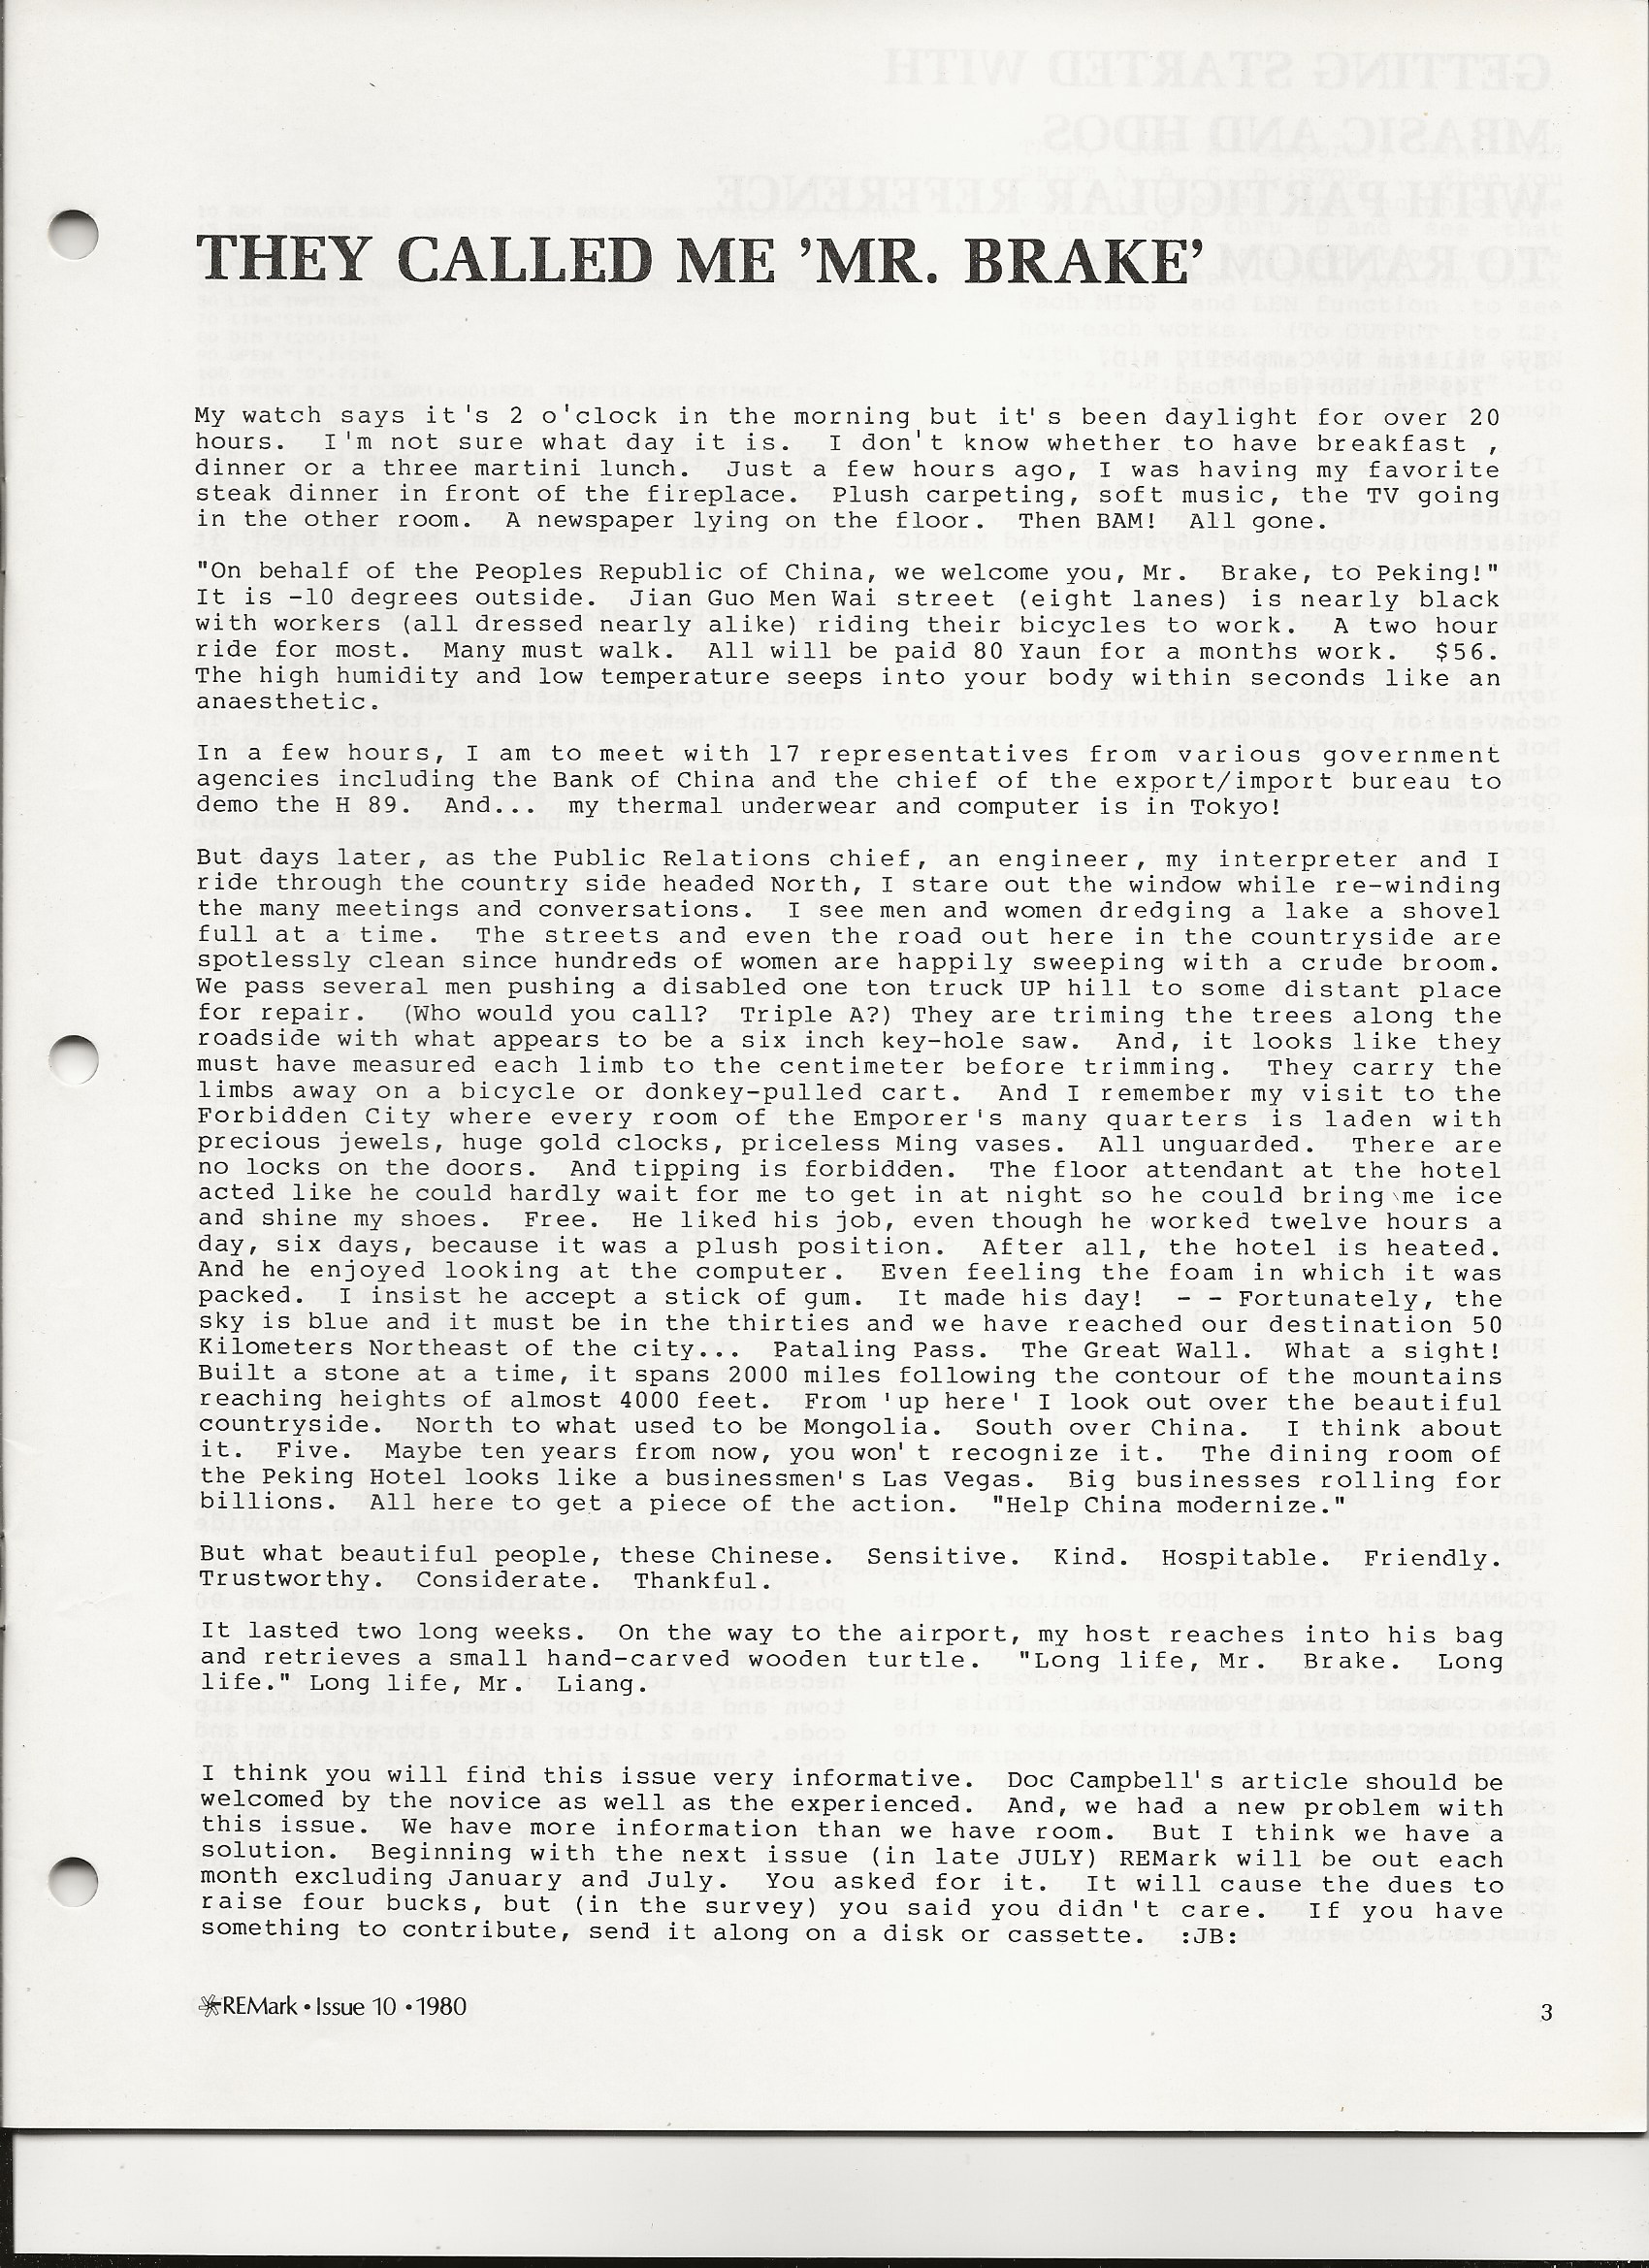 THEY CALLED ME 'MR. BRAKE'
My watch says it's 2 o'clock in the morning but it's been daylight for over 20
hours. I'm not sure what day it is. I don't know whether to have breakfast ,
dinner or a three martini lunch. Just a few hours ago, I was having my favorite
steak dinner in front of the fireplace. Plush carpeting, soft music, the TV going
in the other room. A newspaper lying on the floor. Then BAM! All gone.
"On behalf of the Peoples Republic of China, we welcome you, Mr. Brake, to Peking!"
It is -10 degrees outside. Jian Guo Men Wai street (eight lanes) is nearly black
with workers (all dressed nearly alike) riding their bicycles to work. A two hour
ride for most. Many must walk. All will be paid 80 Yaun for a months work. $56.
The high humidity and low temperature seeps into your body within seconds like an
anaesthetic.
In a few hours, I am to meet with 17 representatives from various government
agencies including the Bank of China and the chief of the export/import bureau to
demo the H 89. And... my thermal underwear and computer is in Tokyo!
But days later, as the Public Relations chief, an engineer, my interpreter and I
ride through the country side headed North, I stare out the window while re-winding
the many meetings and conversations. I see men and women dredging a lake a shovel
full at a time. The streets and even the road out here in the countryside are
spotlessly clean since hundreds of women are happily sweeping with a crude broom.
We pass several men pushing a disabled one ton truck UP hill to some distant place
for repair. (Who would you call? Triple A?) They are triming the trees along the
roadside with what appears to be a six inch key-hole saw. And, it looks like they
must have measured each limb to the centimeter before trimming. They carry the
limbs away on a bicycle or donkey-pulled cart. And I remember my visit to the
Forbidden City where every room of the Emporer's many quarters is laden with
precious jewels, huge gold clocks, priceless Ming vases. All unguarded. There are
no locks on the doors. And tipping is forbidden. The floor attendant at the hotel
acted like he could hardly wait for me to get in at night so he could bring me ice
and shine my shoes. Free. He liked his job, even though he worked twelve hours a
day, six days, because it was a plush position. After all, the hotel is heated.
And he enjoyed looking at the computer. Even feeling the foam in which it was
packed. I insist he accept a stick of gum. It made his day! - - Fortunately, the
sky is blue and it must be in the thirties and we have reached our destination 50
Kilometers Northeast of the city... Pataling Pass. The Great Wall. What a sight!
Built a stone at a time, it spans 2000 miles following the contour of the mountains
reaching heights of almost 4000 feet. From 'up here' I look out over the beautiful
countryside. North to what used to be Mongolia. South over China. I think about
it. Five. Maybe ten years from now, you won't recognize it. The dining room of
the Peking Hotel looks like a businessmen's Las Vegas. Big businesses rolling for
billions. All here to get a piece of the action. "Help China modernize."
But what beautiful people, these Chinese. Sensitive. Kind. Hospitable. Friendly.
Trustworthy. Considerate. Thankful.
It lasted two long weeks. On the way to the airport, my host reaches into his bag
and retrieves a small hand-carved wooden turtle. "Long life, Mr. Brake. Long
life." Long life, Mr. Liang.
I think you will find this issue very informative. Doc Campbell's article should be
welcomed by the novice as well as the experienced. And, we had a new problem with
this issue. We have more information than we have room. But I think we have a
solution. Beginning with the next issue (in late JULY) REMark will be out each
month excluding January and July. You asked for it. It will cause the dues to
raise four bucks, but (in the survey) you said you didn't care. If you have
something to contribute, send it along on a disk or cassette. :JB:
REMark • Issue 10 • 1980
3